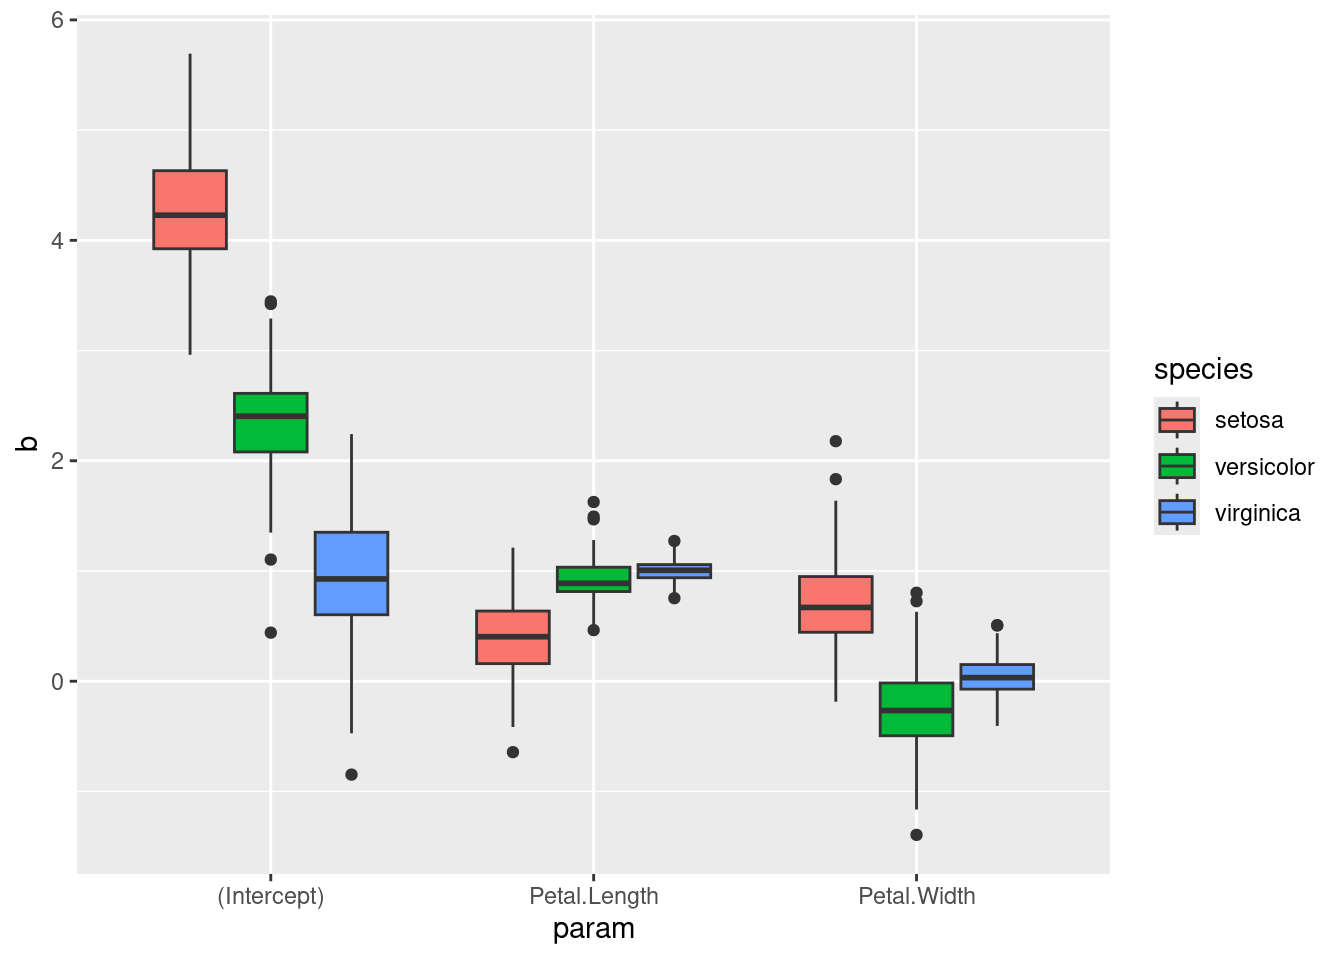 6
4
2
0
b
(Intercept)
Petal.Length
Petal.Width
param
species
setosa
versicolor
virginica